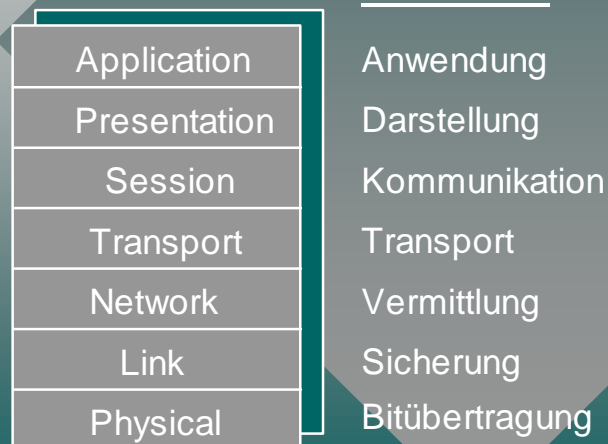 Application Anwendung
Presentation Darstellung
Session Kommunikation
Transport Transport
Network Vermittlung
Link Sicherung
Physical Bitübertragung